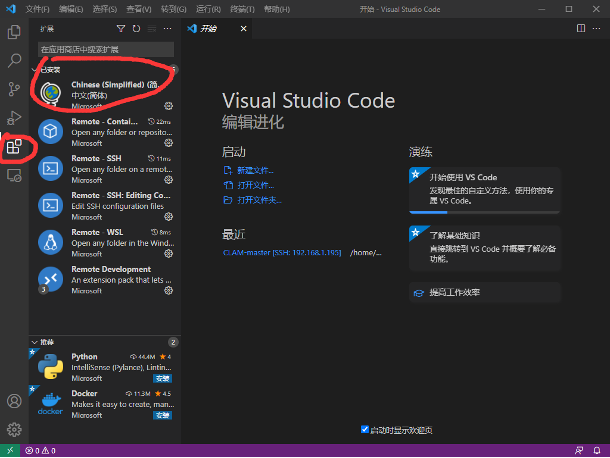 文件(F) 编辑(E) 选择(S) 查看(V) 转到(G) 运行(R) 终端(T) 帮助(H) 开始 - Visual Studio Code
扩展
开始
在应用商店中搜索扩展
已安装
Chinese (Simplified) (简...
中文(简体)
Microsoft
Remote - Contai... 22ms
Open any folder or reposito...
Microsoft
Remote - SSH 11ms
Open any folder on a remot...
Microsoft
Remote - SSH: Editing Co...
Edit SSH configuration files
Microsoft
Remote - WSL 8ms
Open any folder in the Wind...
Microsoft
Remote Development
An extension pack that lets ...
Microsoft
3
推荐 2
Python 44.4M 4
IntelliSense (Pylance), Lintin...
Microsoft 安装
Docker 11.3M 4.5
Makes it easy to create, man...
Microsoft 安装
docker
Visual Studio Code
编辑进化
启动
新建文件...
打开文件...
打开文件夹...
最近
CLAM-master [SSH: 192.168.1.195] /home/...
演练
开始使用 VS Code
发现最佳的自定义方法，使用你的专
属 VS Code。
了解基础知识
直接跳转到 VS Code 并概要了解必备
功能。
提高工作效率
启动时显示欢迎页
0 0